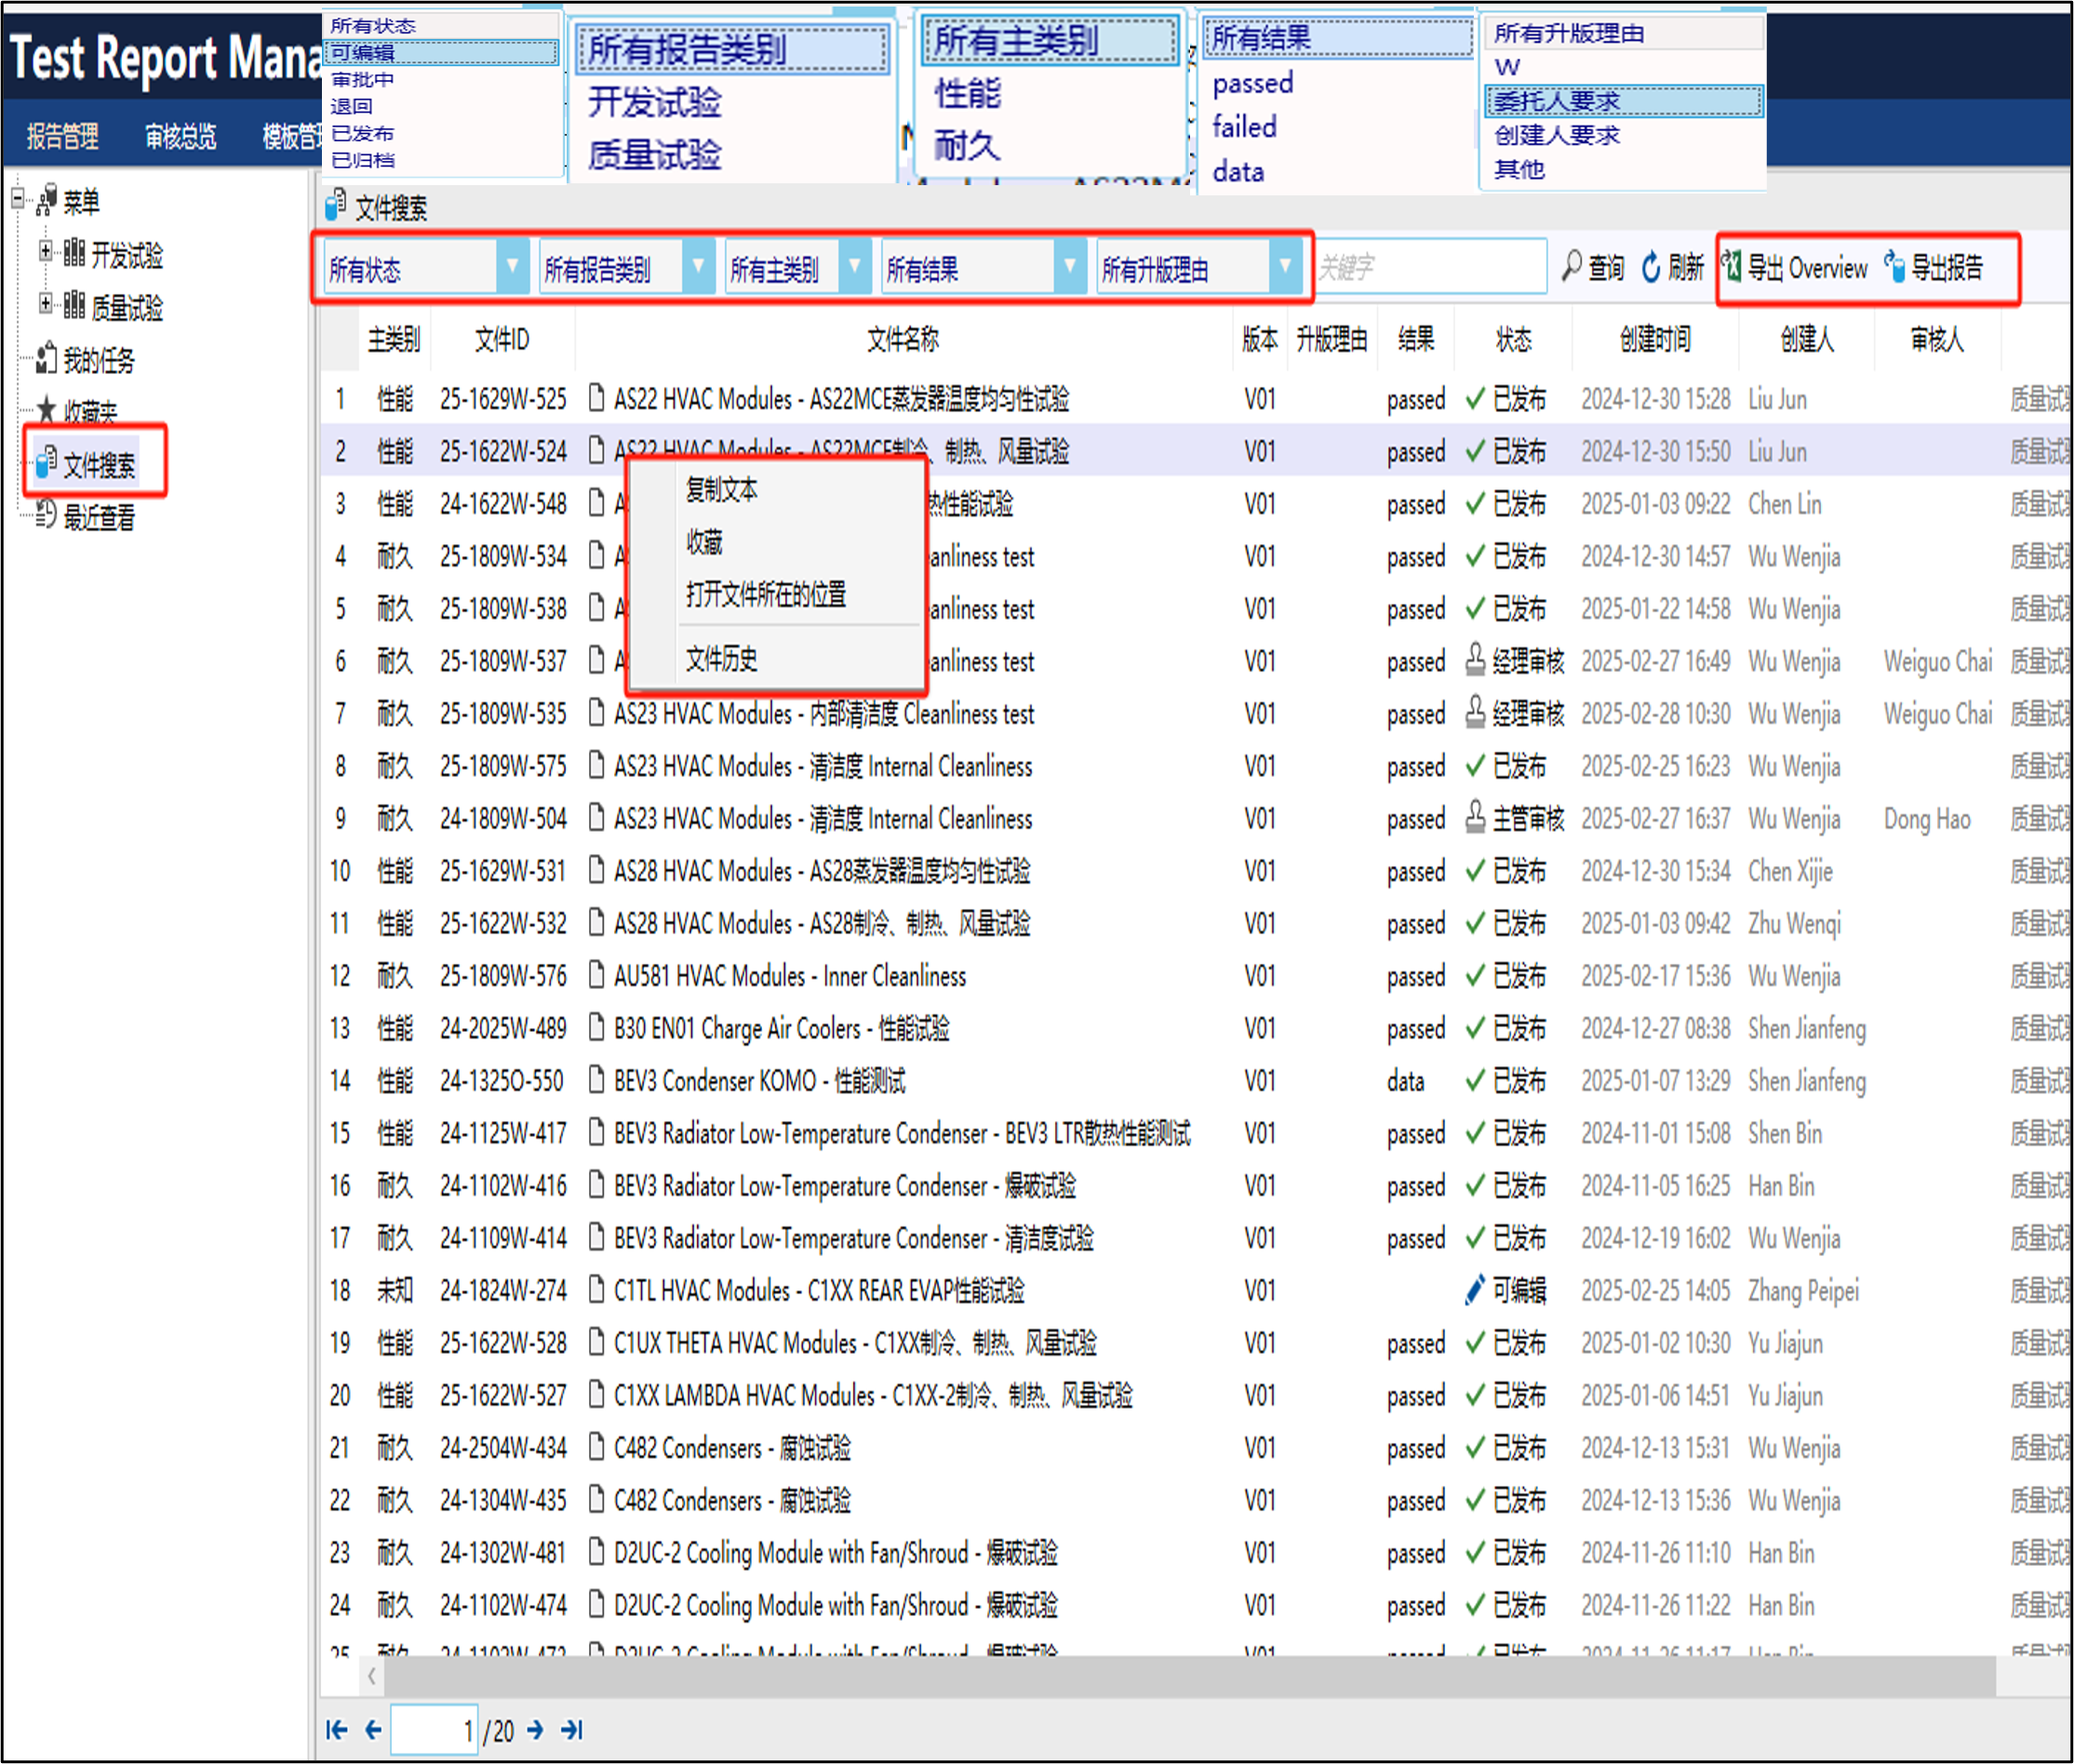 Test Report Mana
所有状态
可编辑
审批中
退回
已发布
已归档
所有报告类别
开发试验
质量试验
所有主类别
性能
耐久
所有结果
passed
failed
data
所有升版理由
W
委托人要求
创建人要求
其他
报告管理 审核总览 模板管
菜单
开发试验
质量试验
我的任务
收藏夹
文件搜索
最近查看
文件搜索
所有状态 所有报告类别 所有主类别 所有结果 所有升版理由 关键字 查询 刷新 导出 Overview 导出报告
主类别 文件ID 文件名称 版本 升版理由 结果 状态 创建时间 创建人 审核人
1 性能 25-1629W-525 AS22 HVAC Modules - AS22MCE蒸发器温度均匀性试验 V01 passed 已发布 2024-12-30 15:28 Liu Jun 质量试
2 性能 25-1622W-524 AS22 HVAC Modules - AS22MCE制冷、制热、风量试验 V01 passed 已发布 2024-12-30 15:50 Liu Jun 质量试
3 性能 24-1622W-548 A 热性能试验 V01 passed 已发布 2025-01-03 09:22 Chen Lin 质量试
4 耐久 25-1809W-534 A eanliness test V01 passed 已发布 2024-12-30 14:57 Wu Wenjia 质量试
5 耐久 25-1809W-538 A eanliness test V01 passed 已发布 2025-01-22 14:58 Wu Wenjia 质量试
6 耐久 25-1809W-537 A eanliness test V01 passed 经理审核 2025-02-27 16:49 Wu Wenjia Weiguo Chai 质量试
7 耐久 25-1809W-535 AS23 HVAC Modules - 内部清洁度 Cleanliness test V01 passed 经理审核 2025-02-28 10:30 Wu Wenjia Weiguo Chai 质量试
8 耐久 25-1809W-575 AS23 HVAC Modules - 清洁度 Internal Cleanliness V01 passed 已发布 2025-02-25 16:23 Wu Wenjia 质量试
9 耐久 24-1809W-504 AS23 HVAC Modules - 清洁度 Internal Cleanliness V01 passed 主管审核 2025-02-27 16:37 Wu Wenjia Dong Hao 质量试
10 性能 25-1629W-531 AS28 HVAC Modules - AS28蒸发器温度均匀性试验 V01 passed 已发布 2024-12-30 15:34 Chen Xijie 质量试
11 性能 25-1622W-532 AS28 HVAC Modules - AS28制冷、制热、风量试验 V01 passed 已发布 2025-01-03 09:42 Zhu Wenqi 质量试
12 耐久 25-1809W-576 AU581 HVAC Modules - Inner Cleanliness V01 passed 已发布 2025-02-17 15:36 Wu Wenjia 质量试
13 性能 24-2025W-489 B30 EN01 Charge Air Coolers - 性能试验 V01 passed 已发布 2024-12-27 08:38 Shen Jianfeng 质量试
14 性能 24-1325O-550 BEV3 Condenser KOMO - 性能测试 V01 data 已发布 2025-01-07 13:29 Shen Jianfeng 质量试
15 性能 24-1125W-417 BEV3 Radiator Low-Temperature Condenser - BEV3 LTR散热性能测试 V01 passed 已发布 2024-11-01 15:08 Shen Bin 质量试
16 耐久 24-1102W-416 BEV3 Radiator Low-Temperature Condenser - 爆破试验 V01 passed 已发布 2024-11-05 16:25 Han Bin 质量试
17 耐久 24-1109W-414 BEV3 Radiator Low-Temperature Condenser - 清洁度试验 V01 passed 已发布 2024-12-19 16:02 Wu Wenjia 质量试
18 未知 24-1824W-274 C1TL HVAC Modules - C1XX REAR EVAP性能试验 V01 可编辑 2025-02-25 14:05 Zhang Peipei 质量试
19 性能 25-1622W-528 C1UX THETA HVAC Modules - C1XX制冷、制热、风量试验 V01 passed 已发布 2025-01-02 10:30 Yu Jiajun 质量试
20 性能 25-1622W-527 C1XX LAMBDA HVAC Modules - C1XX-2制冷、制热、风量试验 V01 passed 已发布 2025-01-06 14:51 Yu Jiajun 质量试
21 耐久 24-2504W-434 C482 Condensers - 腐蚀试验 V01 passed 已发布 2024-12-13 15:31 Wu Wenjia 质量试
22 耐久 24-1304W-435 C482 Condensers - 腐蚀试验 V01 passed 已发布 2024-12-13 15:36 Wu Wenjia 质量试
23 耐久 24-1302W-481 D2UC-2 Cooling Module with Fan/Shroud - 爆破试验 V01 passed 已发布 2024-11-26 11:10 Han Bin 质量试
24 耐久 24-1102W-474 D2UC-2 Cooling Module with Fan/Shroud - 爆破试验 V01 passed 已发布 2024-11-26 11:22 Han Bin 质量试
复制文本
收藏
打开文件所在的位置
文件历史
1 /20